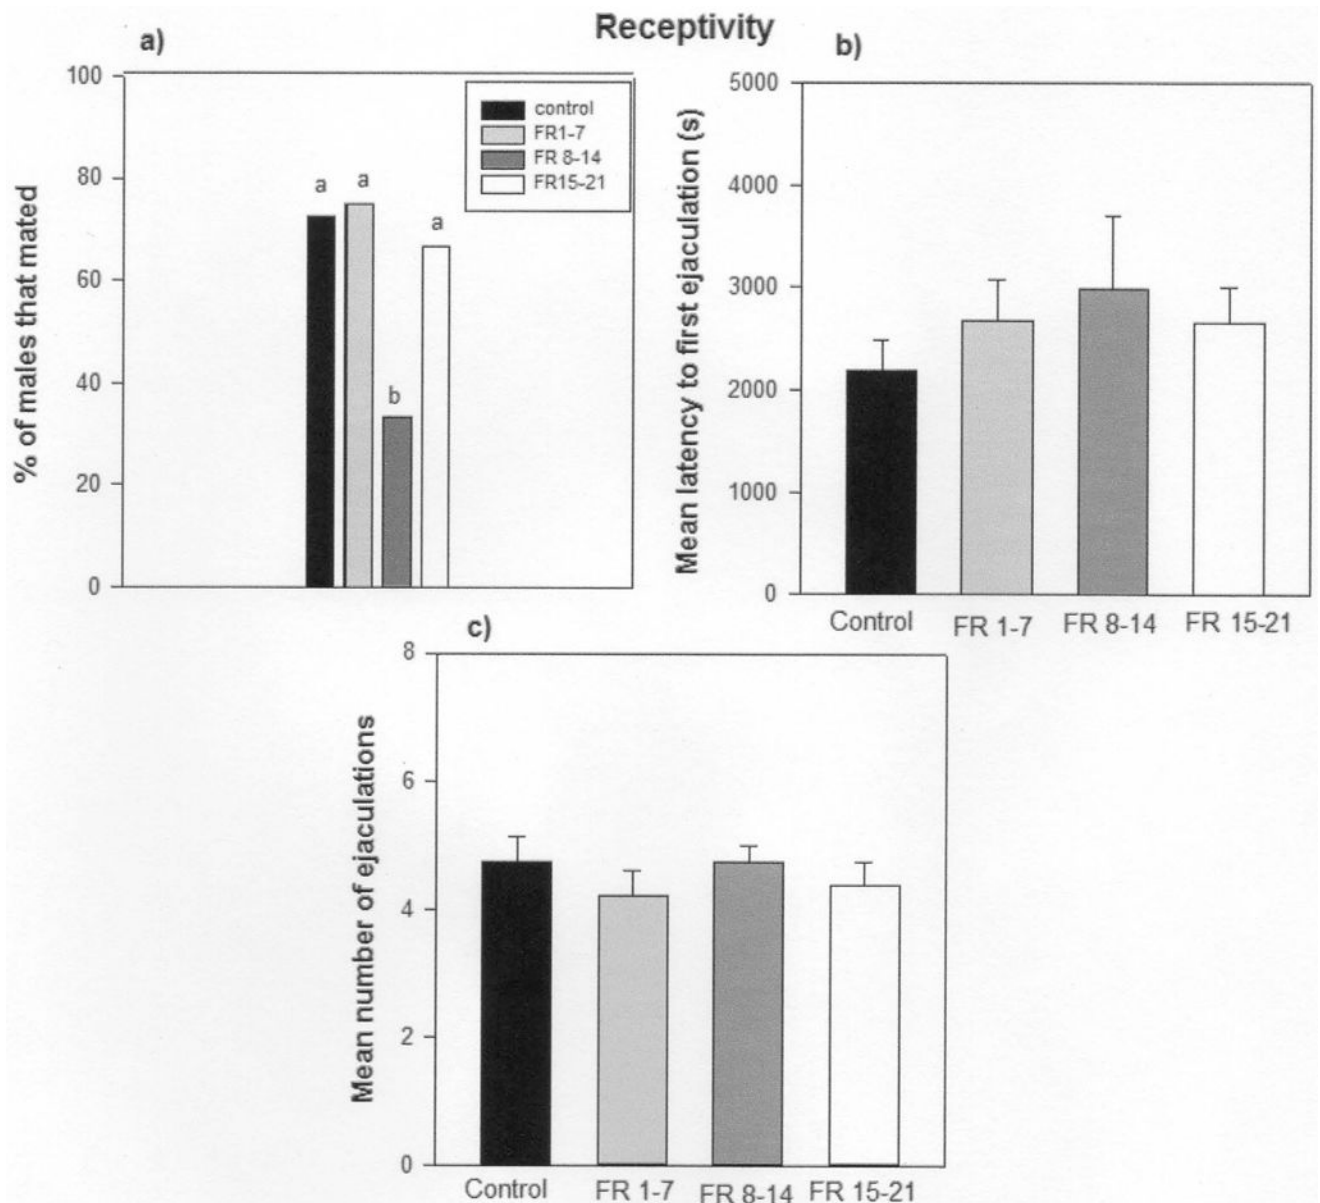 Receptivity
a)
% of males that mated
100
80
60
40
20
0
a
a
b
a
control
FR1-7
FR 8-14
FR15-21
b)
Mean latency to first ejaculation (s)
5000
4000
3000
2000
1000
0
Control
FR 1-7
FR 8-14
FR 15-21
c)
Mean number of ejaculations
8
6
4
2
0
Control
FR 1-7
FR 8-14
FR 15-21